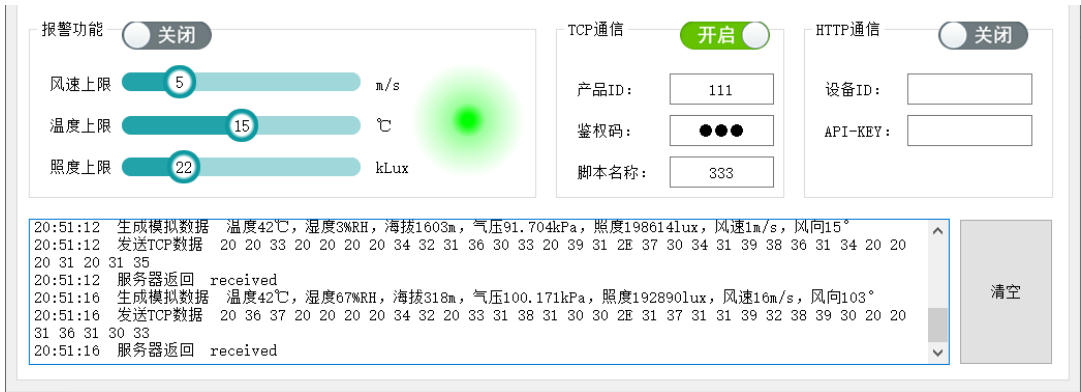 报警功能 关闭
风速上限 5 m/s
温度上限 15 ℃
照度上限 22 kLux
TCP通信 开启
产品ID： 111
鉴权码： ●●●
脚本名称： 333
HTTP通信 关闭
设备ID：
API-KEY：
20:51:12 生成模拟数据 温度42℃，湿度3%RH，海拔1603m，气压91.704kPa，照度198614lux，风速1m/s，风向15°
20:51:12 发送TCP数据 20 20 33 20 20 20 20 34 32 31 36 30 33 20 39 31 2E 37 30 34 31 39 38 36 31 34 20 20
20 31 20 31 35
20:51:12 服务器返回 received
20:51:16 生成模拟数据 温度42℃，湿度67%RH，海拔318m，气压100.171kPa，照度192890lux，风速16m/s，风向103°
20:51:16 发送TCP数据 20 36 37 20 20 20 20 34 32 20 33 31 38 31 30 30 2E 31 37 31 31 39 32 38 39 30 20 20
31 36 31 30 33
20:51:16 服务器返回 received
清空